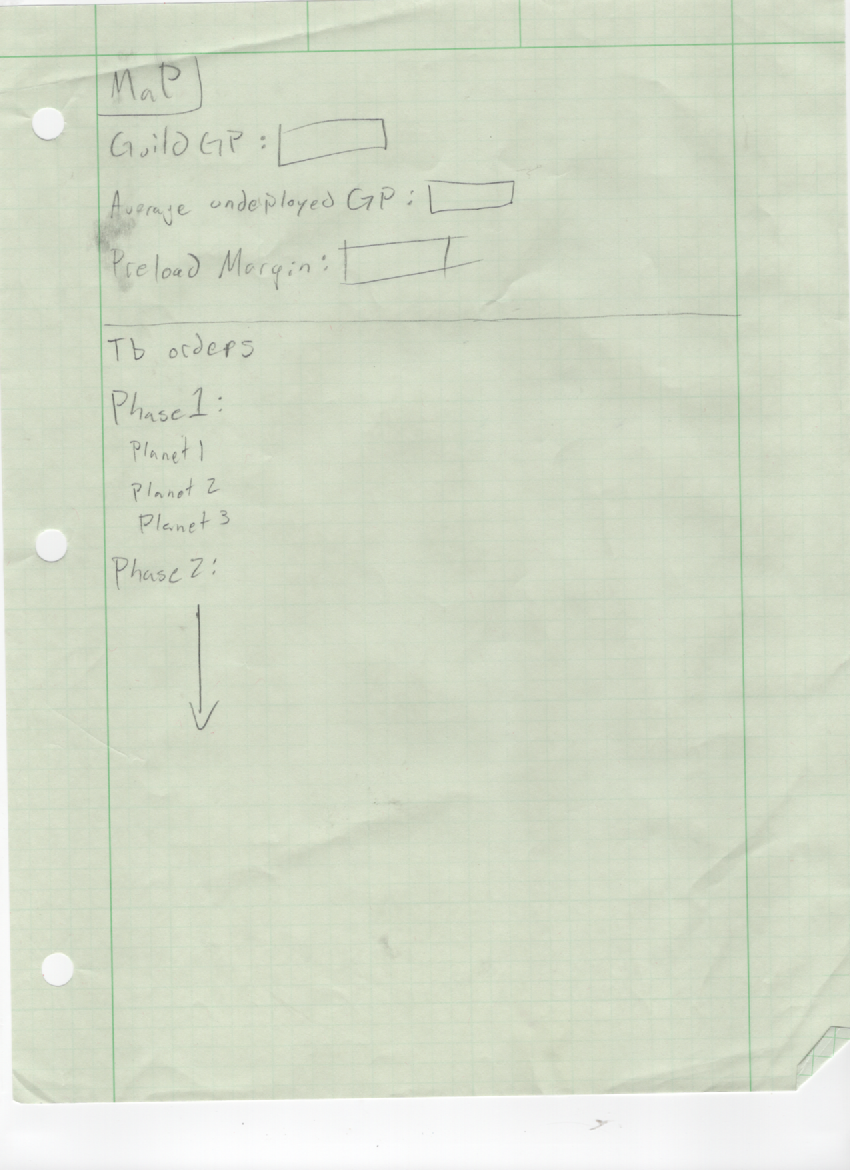 MaP
Guild GP :
Average undeployed GP :
Preload Margin :
Tb orders
Phase 1 :
Planet 1
Planet 2
Planet 3
Phase 2 :